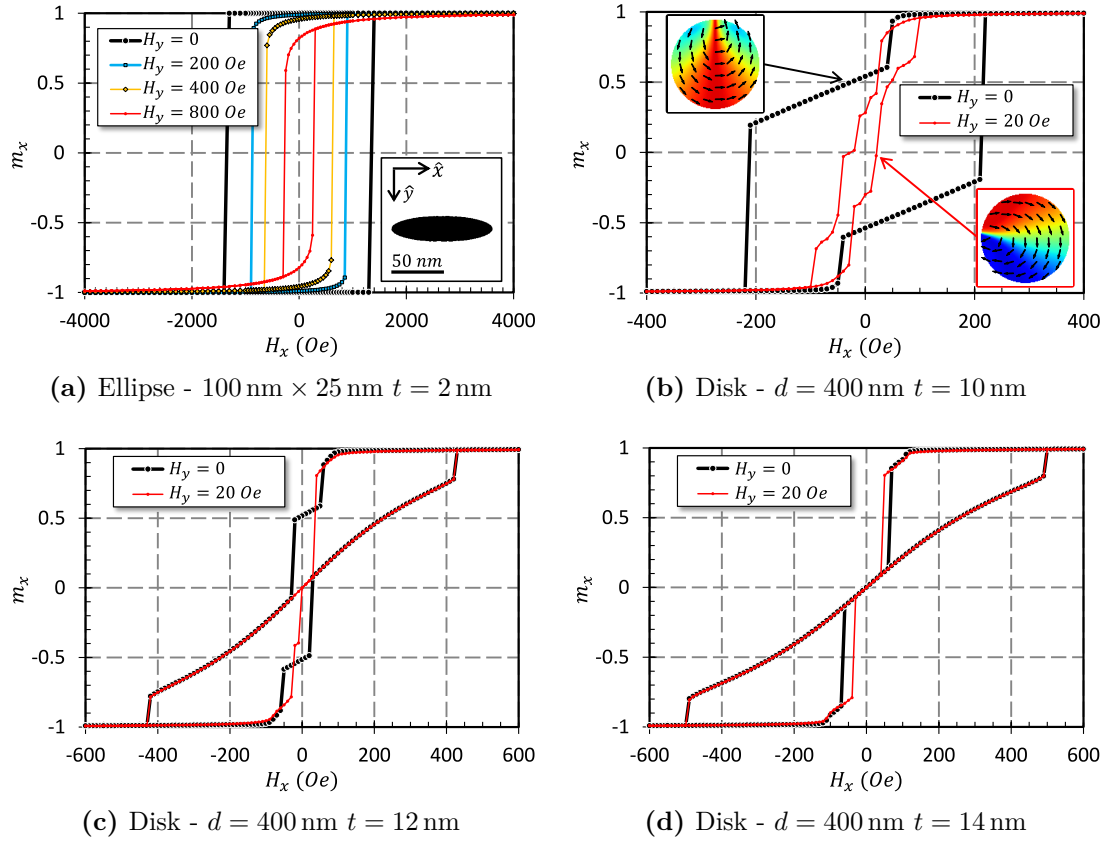 1
0.5
0
-0.5
-1
m_x
H_y = 0
H_y = 200 Oe
H_y = 400 Oe
H_y = 800 Oe
x̂
ŷ
50 nm
-4000 -2000 0 2000 4000
H_x (Oe)
(a) Ellipse - 100 nm × 25 nm t = 2 nm
1
0.5
0
-0.5
-1
m_x
H_y = 0
H_y = 20 Oe
-400 -200 0 200 400
H_x (Oe)
(b) Disk - d = 400 nm t = 10 nm
1
0.5
0
-0.5
-1
m_x
H_y = 0
H_y = 20 Oe
-600 -400 -200 0 200 400 600
H_x (Oe)
(c) Disk - d = 400 nm t = 12 nm
1
0.5
0
-0.5
-1
m_x
H_y = 0
H_y = 20 Oe
-600 -400 -200 0 200 400 600
H_x (Oe)
(d) Disk - d = 400 nm t = 14 nm